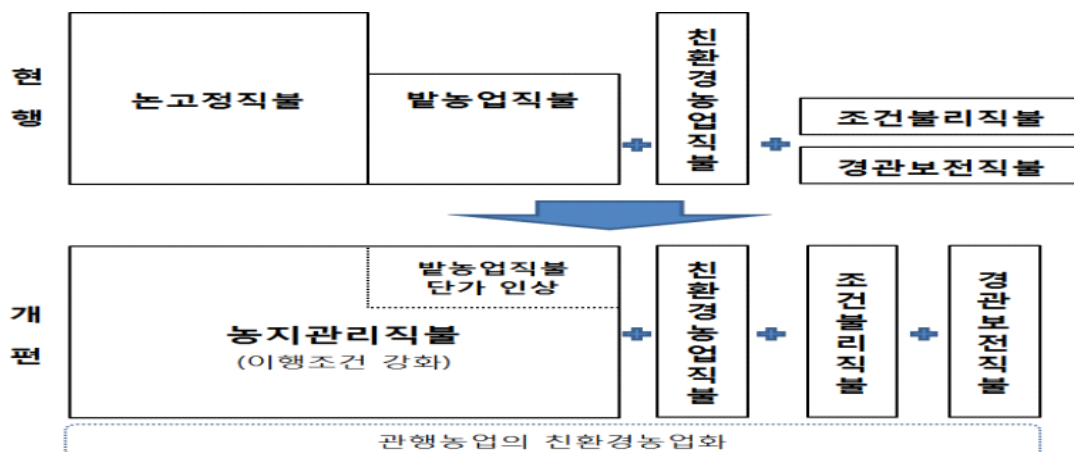 현행
논고정직불
밭농업직불
친환경농업직불
조건불리직불
경관보전직불
개편
밭농업직불
단가 인상
농지관리직불
(이행조건 강화)
친환경농업직불
조건불리직불
경관보전직불
관행농업의 친환경농업화